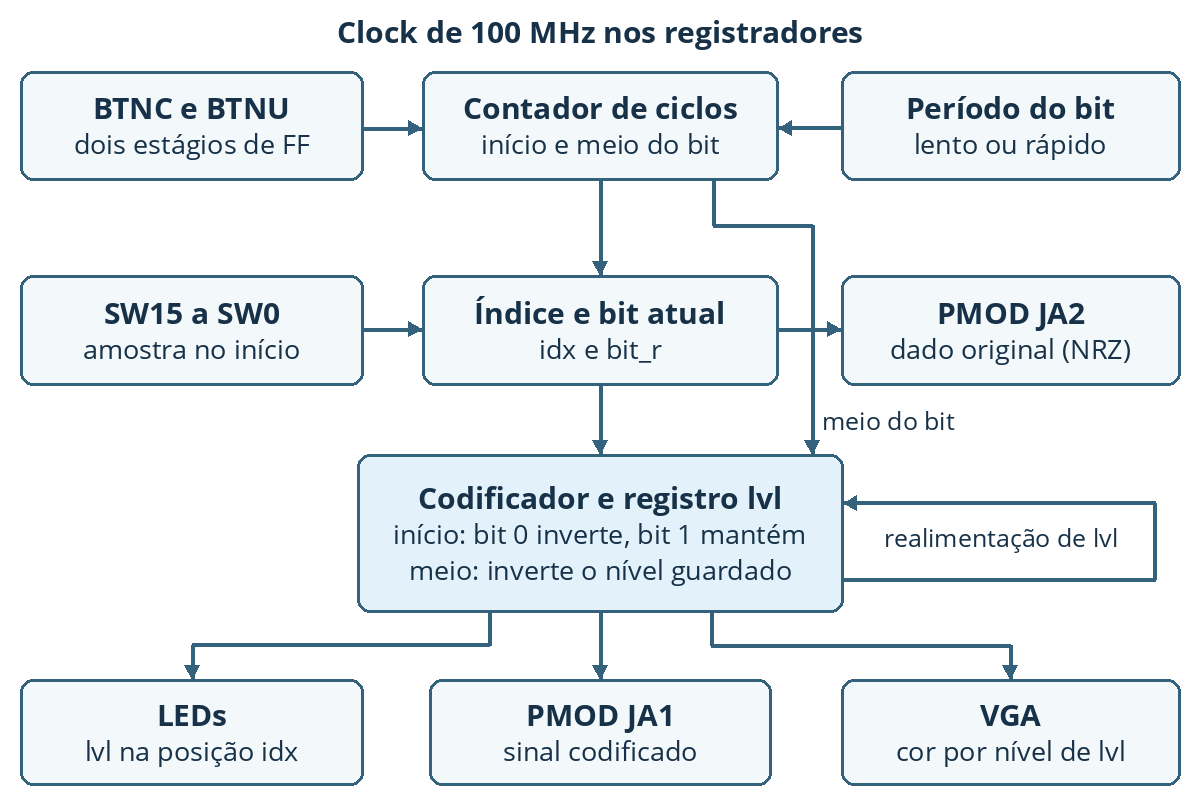 Clock de 100 MHz nos registradores
BTNC e BTNU
dois estágios de FF
Contador de ciclos
início e meio do bit
Período do bit
lento ou rápido
SW15 a SW0
amostra no início
Índice e bit atual
idx e bit_r
PMOD JA2
dado original (NRZ)
meio do bit
Codificador e registro lvl
início: bit 0 inverte, bit 1 mantém
meio: inverte o nível guardado
realimentação de lvl
LEDs
lvl na posição idx
PMOD JA1
sinal codificado
VGA
cor por nível de lvl